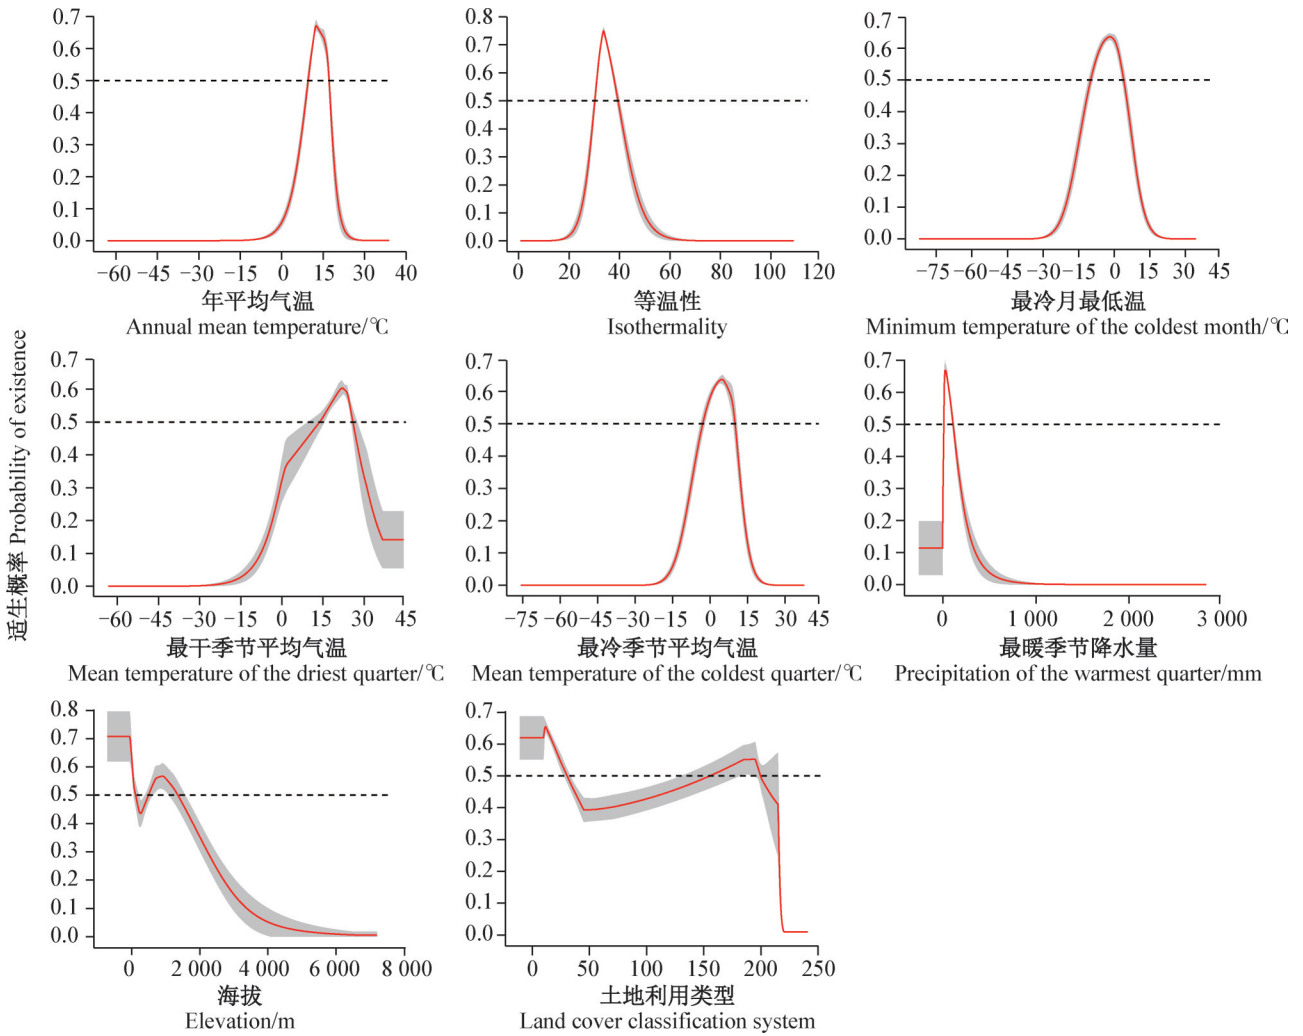 适生概率 Probability of existence
0.7
0.6
0.5
0.4
0.3
0.2
0.1
0.0
−60 −45 −30 −15 0 15 30 40
年平均气温
Annual mean temperature/℃
0.8
0.7
0.6
0.5
0.4
0.3
0.2
0.1
0.0
0 20 40 60 80 100 120
等温性
Isothermality
0.7
0.6
0.5
0.4
0.3
0.2
0.1
0.0
−75 −60 −45 −30 −15 0 15 30 45
最冷月最低温
Minimum temperature of the coldest month/℃
0.7
0.6
0.5
0.4
0.3
0.2
0.1
0.0
−60 −45 −30 −15 0 15 30 45
最干季节平均气温
Mean temperature of the driest quarter/℃
0.7
0.6
0.5
0.4
0.3
0.2
0.1
0.0
−75 −60 −45 −30 −15 0 15 30 45
最冷季节平均气温
Mean temperature of the coldest quarter/℃
0.7
0.6
0.5
0.4
0.3
0.2
0.1
0.0
0 1 000 2 000 3 000
最暖季节降水量
Precipitation of the warmest quarter/mm
0.8
0.7
0.6
0.5
0.4
0.3
0.2
0.1
0.0
0 2 000 4 000 6 000 8 000
海拔
Elevation/m
0.7
0.6
0.5
0.4
0.3
0.2
0.1
0.0
0 50 100 150 200 250
土地利用类型
Land cover classification system